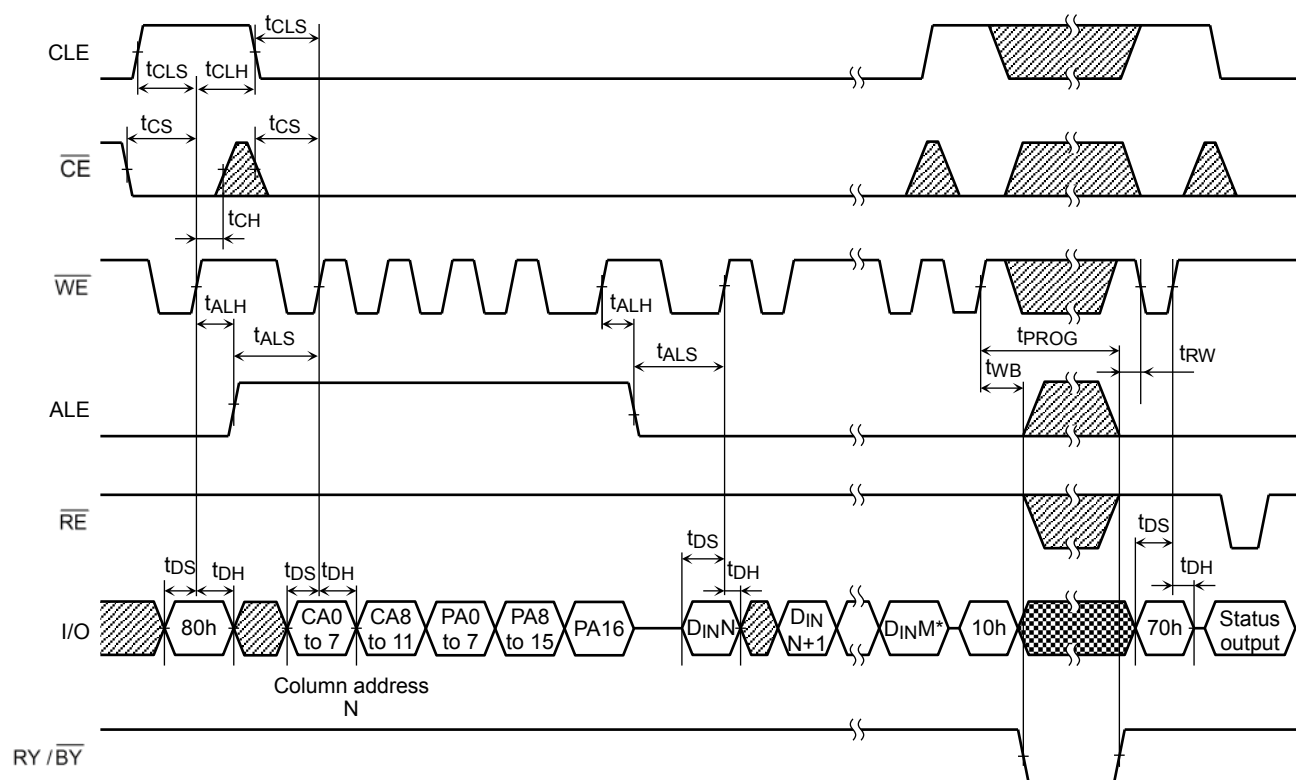 tCLS
CLE
tCLS
tCLH
tCS
tCS
CE
tCH
WE
tALH
tALH
tALS
tALS
tPROG
tRW
tWB
ALE
RE
tDS
tDS
tDH
tDS
tDH
tDH
tDS
tDH
I/O
80h
CA0
to 7
CA8
to 11
PA0
to 7
PA8
to 15
PA16
DINN
DIN
N+1
DINM*
10h
70h
Status
output
Column address
N
RY / BY